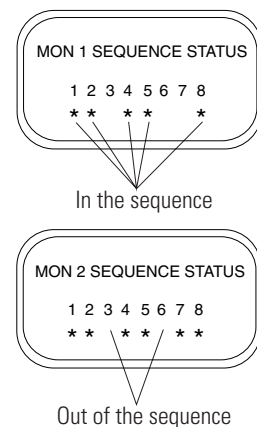 MON 1 SEQUENCE STATUS
1 2 3 4 5 6 7 8
* * * * *
In the sequence
MON 2 SEQUENCE STATUS
1 2 3 4 5 6 7 8
* * * * * *
Out of the sequence